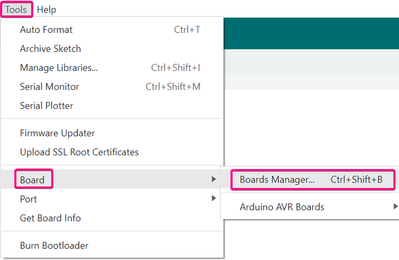 Tools Help
Auto Format Ctrl+T
Archive Sketch
Manage Libraries... Ctrl+Shift+I
Serial Monitor Ctrl+Shift+M
Serial Plotter
Firmware Updater
Upload SSL Root Certificates
Board
Boards Manager... Ctrl+Shift+B
Port
Arduino AVR Boards
Get Board Info
Burn Bootloader